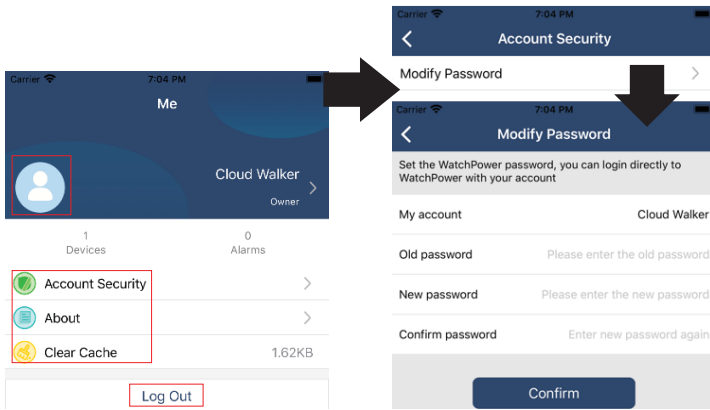 Carrier 7:04 PM
Me
Cloud Walker
Owner
1
Devices
0
Alarms
Account Security
About
Clear Cache 1.62KB
Log Out
Carrier 7:04 PM
Account Security
Modify Password
Carrier 7:04 PM
Modify Password
Set the WatchPower password, you can login directly to
WatchPower with your account
My account Cloud Walker
Old password Please enter the old password
New password Please enter the new password
Confirm password Enter new password again
Confirm